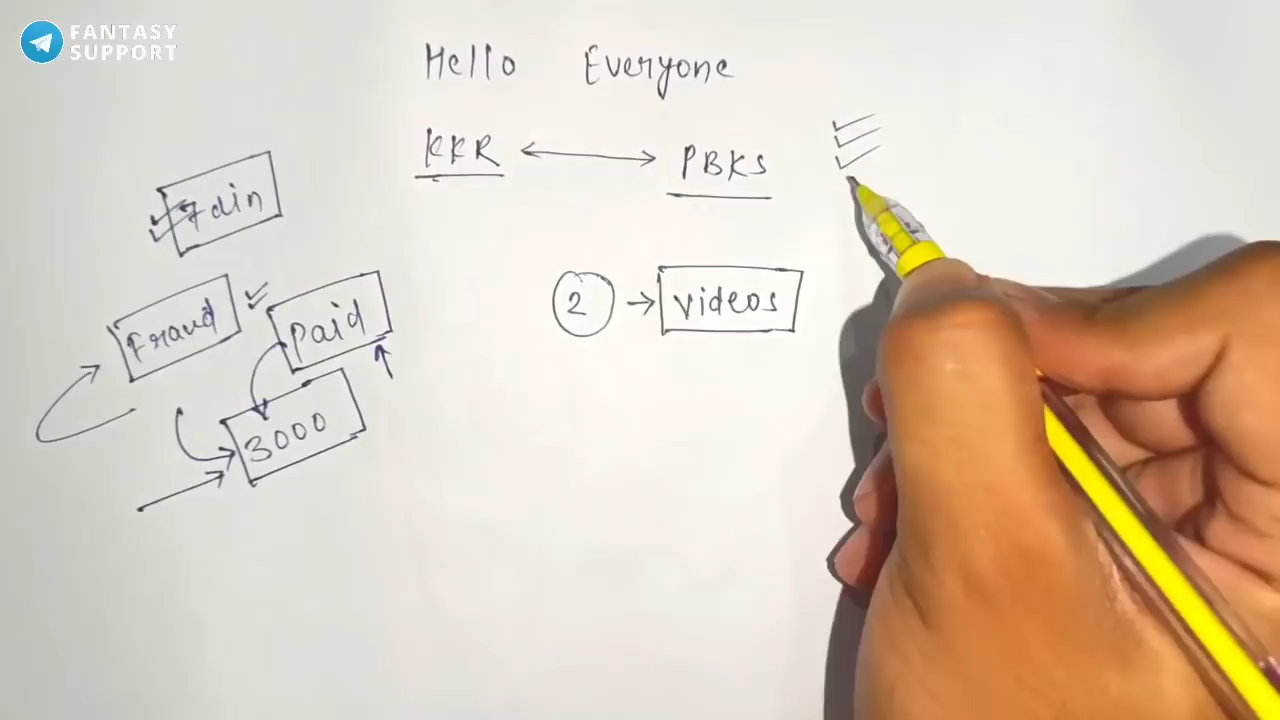 FANTASY
SUPPORT
Hello Everyone
KKR PBKS
7din
Fraud
Paid
3000
2 videos